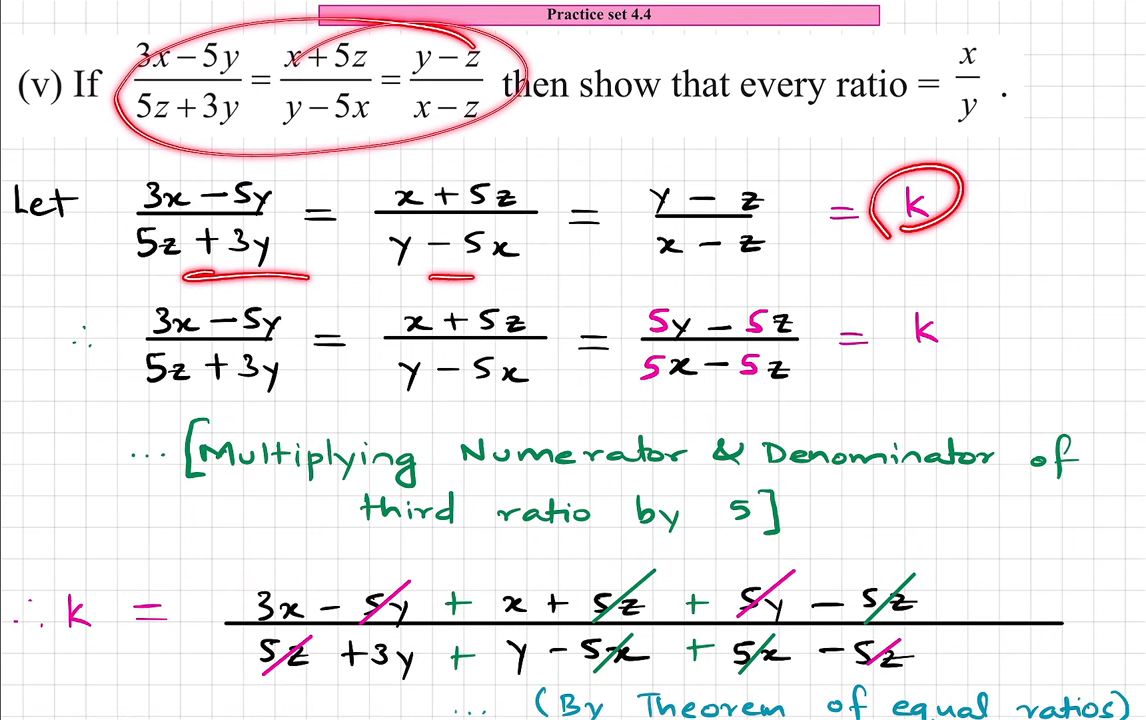 Practice set 4.4
(v) If (3x − 5y)/(5z + 3y) = (x + 5z)/(y − 5x) = (y − z)/(x − z) then show that every ratio = x/y .
Let (3x − 5y)/(5z + 3y) = (x + 5z)/(y − 5x) = (y − z)/(x − z) = k
∴ (3x − 5y)/(5z + 3y) = (x + 5z)/(y − 5x) = (5y − 5z)/(5x − 5z) = k
... [Multiplying Numerator & Denominator of
third ratio by 5]
∴ k = (3x − 5y + x + 5z + 5y − 5z)/(5z + 3y + y − 5x + 5x − 5z)
... (By Theorem of equal ratios)